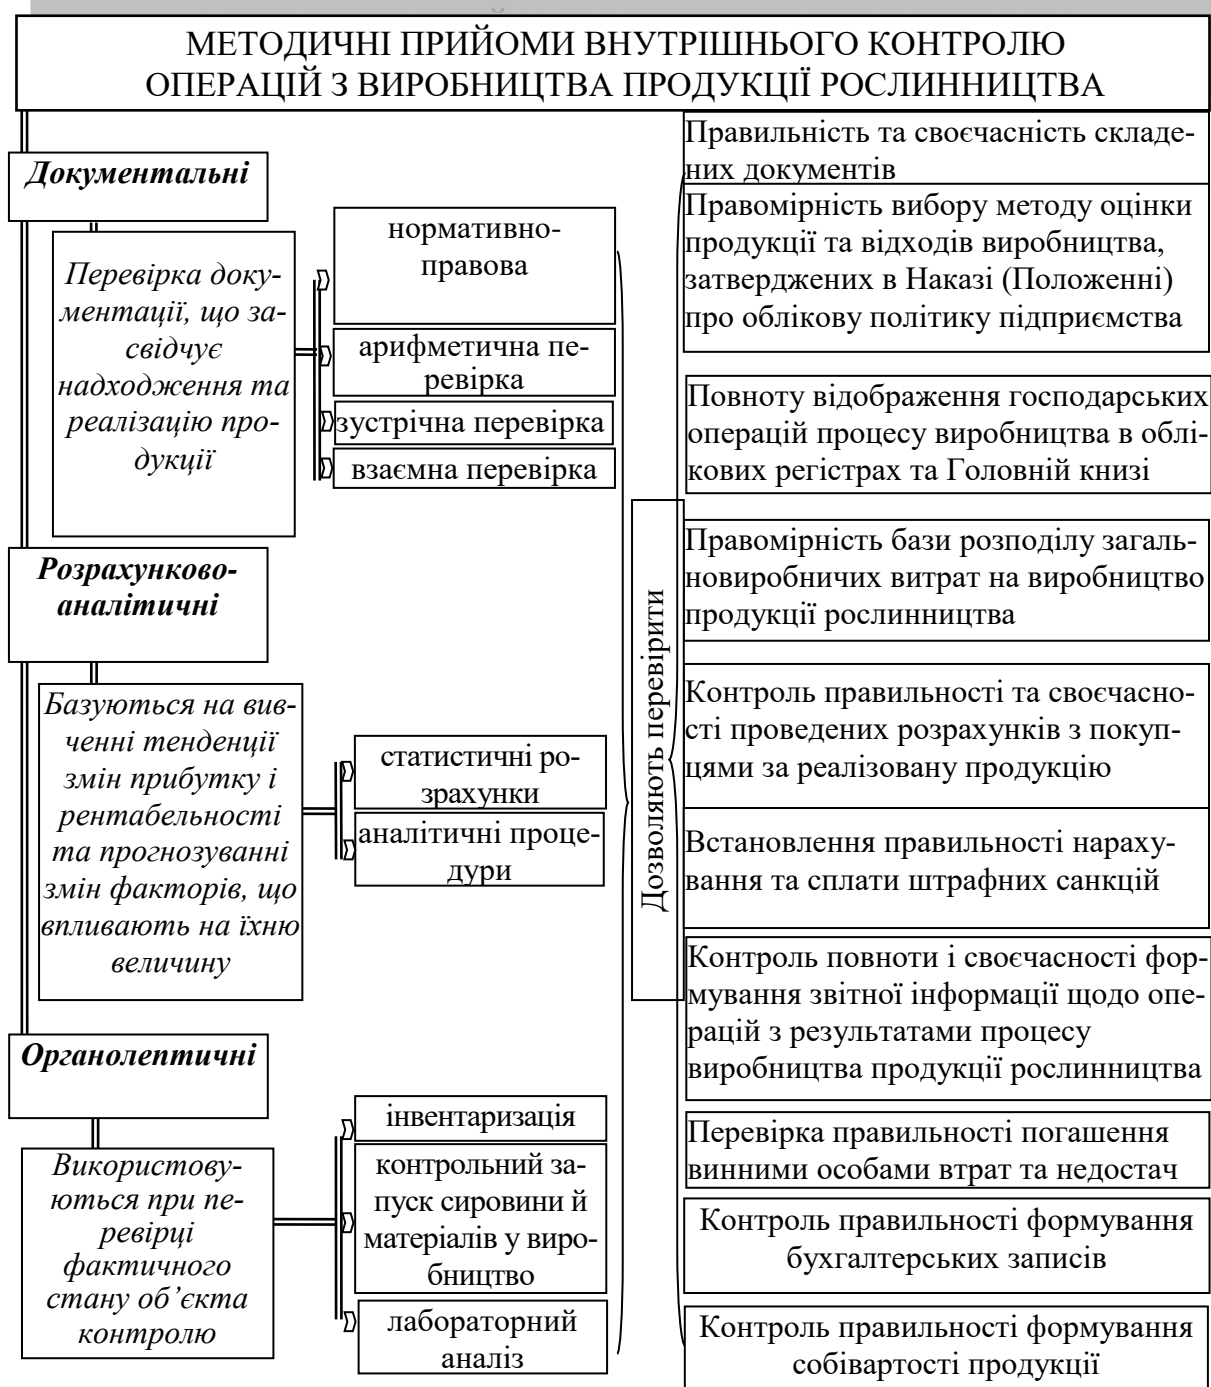 МЕТОДИЧНІ ПРИЙОМИ ВНУТРІШНЬОГО КОНТРОЛЮ
ОПЕРАЦІЙ З ВИРОБНИЦТВА ПРОДУКЦІЇ РОСЛИННИЦТВА
Документальні
Перевірка доку-
ментації, що за-
свідчує
надходження та
реалізацію про-
дукції
нормативно-
правова
арифметична пе-
ревірка
зустрічна перевірка
взаємна перевірка
Розрахунково-
аналітичні
Базуються на вив-
ченні тенденції
змін прибутку і
рентабельності
та прогнозуванні
змін факторів, що
впливають на їхню
величину
статистичні ро-
зрахунки
аналітичні проце-
дури
Органолептичні
Використову-
ються при пе-
ревірці
фактичного
стану об’єкта
контролю
інвентаризація
контрольний за-
пуск сировини й
матеріалів у виро-
бництво
лабораторний
аналіз
Дозволяють перевірити
Правильність та своєчасність складе-
них документів
Правомірність вибору методу оцінки
продукції та відходів виробництва,
затверджених в Наказі (Положенні)
про облікову політику підприємства
Повноту відображення господарських
операцій процесу виробництва в облі-
кових регістрах та Головній книзі
Правомірність бази розподілу загаль-
новиробничих витрат на виробництво
продукції рослинництва
Контроль правильності та своєчасно-
сті проведених розрахунків з покуп-
цями за реалізовану продукцію
Встановлення правильності нараху-
вання та сплати штрафних санкцій
Контроль повноти і своєчасності фор-
мування звітної інформації щодо опе-
рацій з результатами процесу
виробництва продукції рослинництва
Перевірка правильності погашення
винними особами втрат та недостач
Контроль правильності формування
бухгалтерських записів
Контроль правильності формування
собівартості продукції